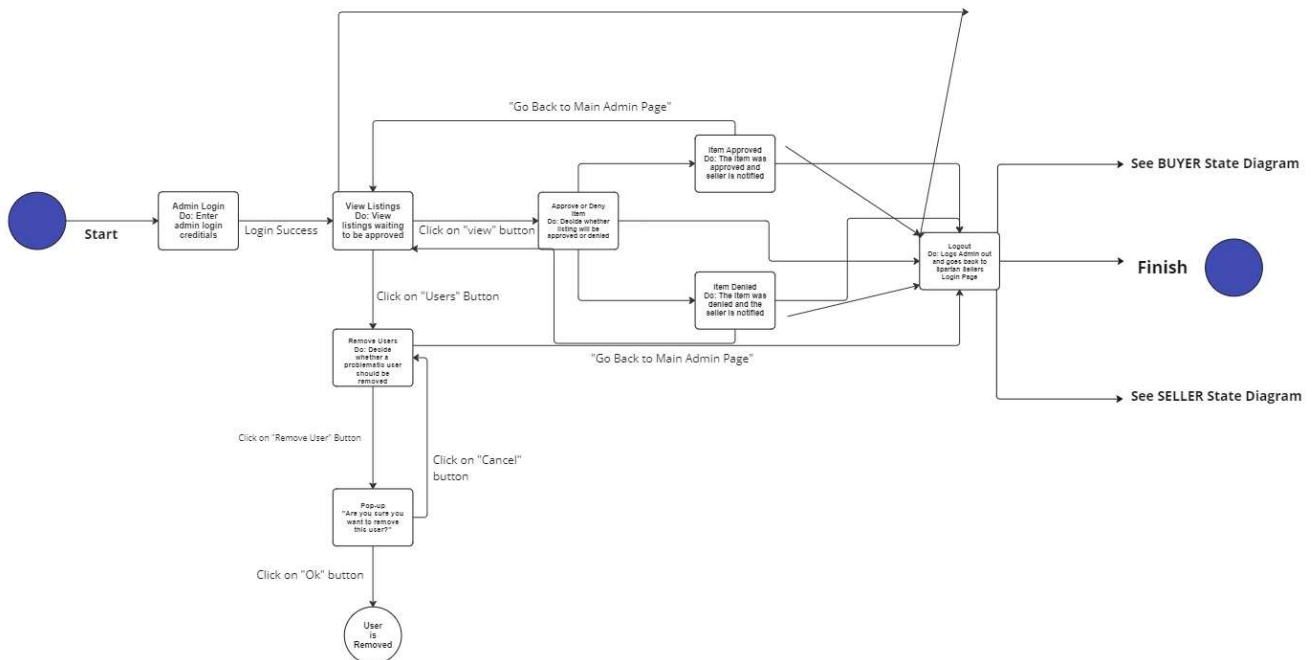 "Go Back to Main Admin Page"
Item Approved
Do: The item was
approved and
seller is notified
See BUYER State Diagram
Start
Admin Login
Do: Enter
admin login
creditials
Login Success
View Listings
Do: View
listings waiting
to be approved
Click on "view" button
Approve or Deny
Item
Do: Decide whether
listing will be
approved or denied
Logout
Do: Logs Admin out
and goes back to
Spartan Sellers
Login Page
Finish
Item Denied
Do: The item was
denied and the
seller is notified
Click on "Users" Button
Remove Users
Do: Decide
whether a
problematic user
should be
removed
"Go Back to Main Admin Page"
See SELLER State Diagram
Click on "Remove User" Button
Click on "Cancel"
button
Pop-up
"Are you sure you
want to remove
this user?"
Click on "Ok" button
User
is
Removed